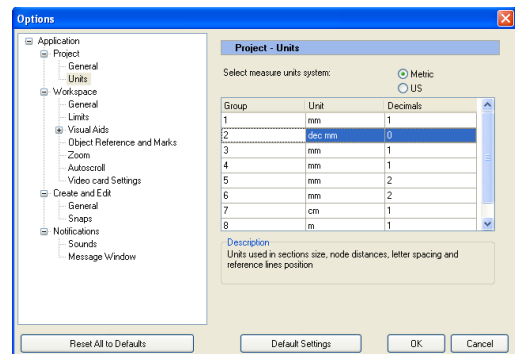 Options
Application
Project
General
Units
Workspace
General
Limits
Visual Aids
Object Reference and Marks
Zoom
Autoscroll
Video card Settings
Create and Edit
General
Snaps
Notifications
Sounds
Message Window
Project - Units
Select measure units system:
Metric
US
Group Unit Decimals
1 mm 1
2 dec mm 0
3 mm 1
4 mm 1
5 mm 2
6 mm 2
7 cm 1
8 m 1
Description
Units used in sections size, node distances, letter spacing and
reference lines position
Reset All to Defaults
Default Settings
OK
Cancel